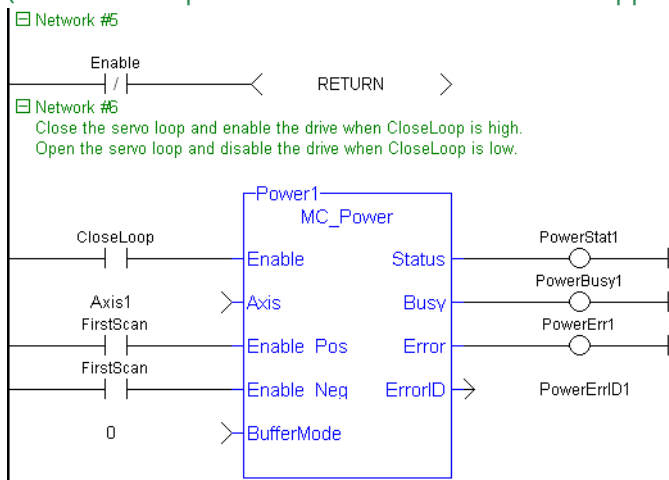 Network #5
Enable
RETURN
Network #6
Close the servo loop and enable the drive when CloseLoop is high.
Open the servo loop and disable the drive when CloseLoop is low.
Power1
MC_Power
CloseLoop
Enable
Status
PowerStat1
Axis1
Axis
Busy
PowerBusy1
FirstScan
Enable Pos
Error
PowerErr1
FirstScan
Enable Neg
ErrorID
PowerErrID1
0
BufferMode